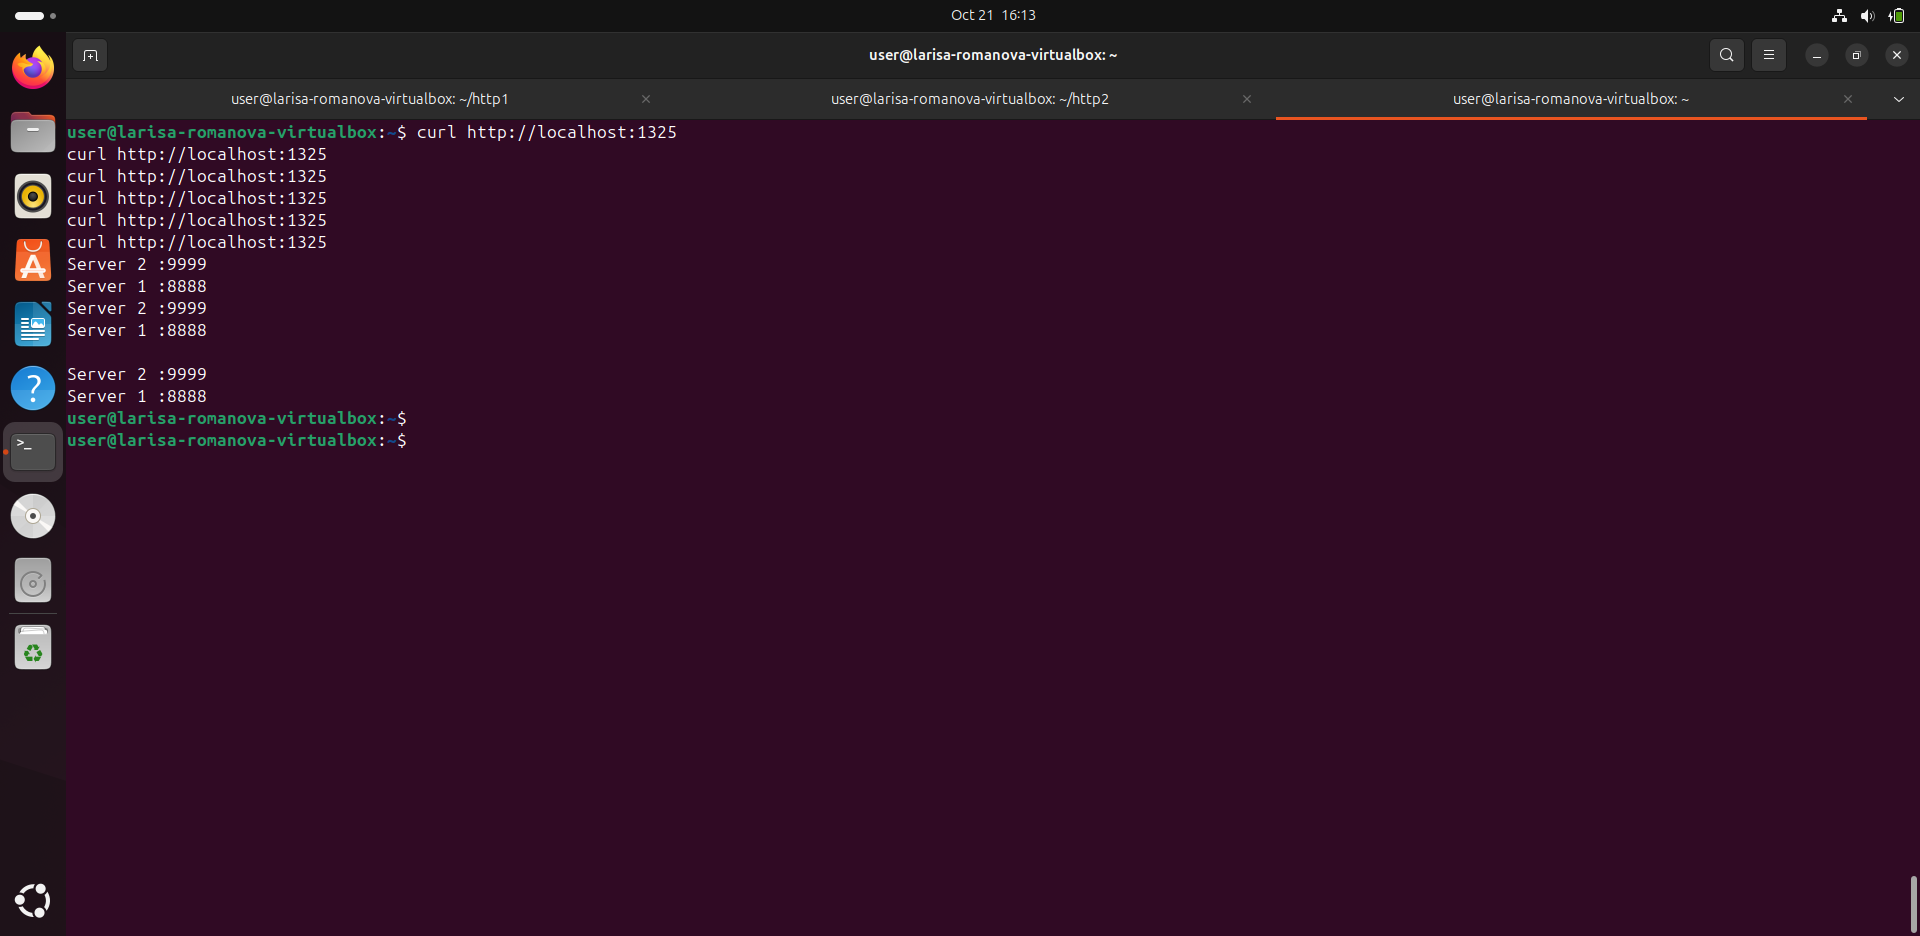 Oct 21 16:13
user@larisa-romanova-virtualbox: ~
user@larisa-romanova-virtualbox: ~/http1
user@larisa-romanova-virtualbox: ~/http2
user@larisa-romanova-virtualbox: ~
user@larisa-romanova-virtualbox:~$ curl http://localhost:1325
curl http://localhost:1325
curl http://localhost:1325
curl http://localhost:1325
curl http://localhost:1325
curl http://localhost:1325
Server 2 :9999
Server 1 :8888
Server 2 :9999
Server 1 :8888
Server 2 :9999
Server 1 :8888
user@larisa-romanova-virtualbox:~$
user@larisa-romanova-virtualbox:~$